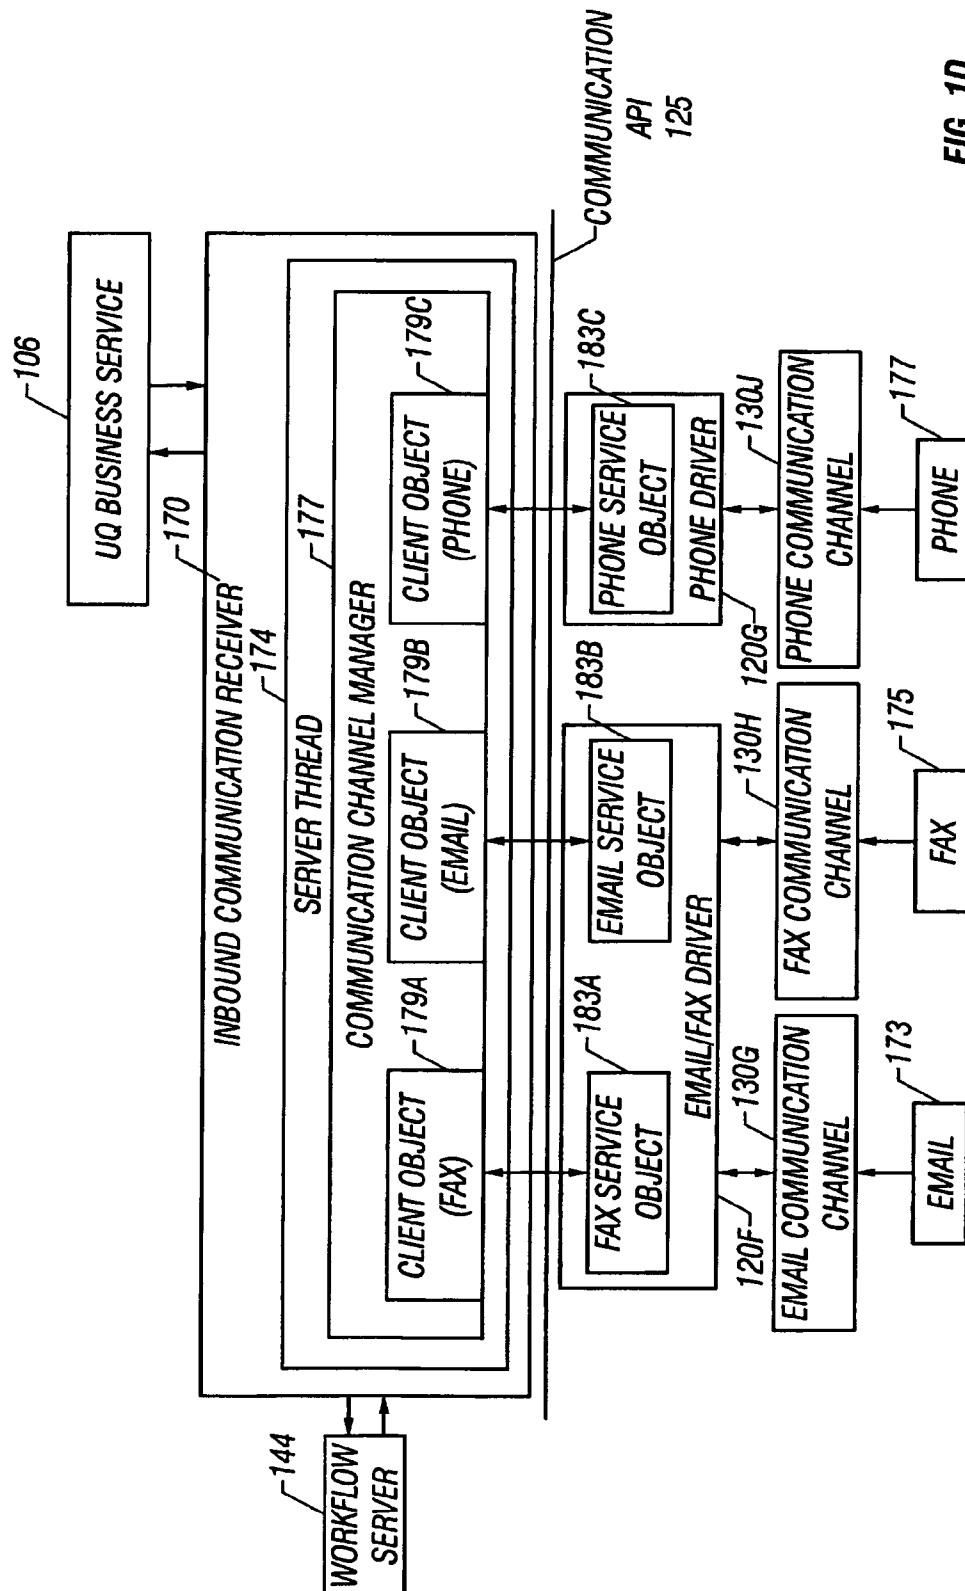 106
UQ BUSINESS SERVICE
170
INBOUND COMMUNICATION RECEIVER
174
SERVER THREAD
177
COMMUNICATION CHANNEL MANAGER
179A
CLIENT OBJECT
(FAX)
179B
CLIENT OBJECT
(EMAIL)
179C
CLIENT OBJECT
(PHONE)
144
WORKFLOW
SERVER
COMMUNICATION
API
125
183A
FAX SERVICE
OBJECT
183B
EMAIL SERVICE
OBJECT
EMAIL/FAX DRIVER
120F
183C
PHONE SERVICE
OBJECT
PHONE DRIVER
120G
130G
EMAIL COMMUNICATION
CHANNEL
130H
FAX COMMUNICATION
CHANNEL
130J
PHONE COMMUNICATION
CHANNEL
173
EMAIL
175
FAX
177
PHONE
FIG. 1D